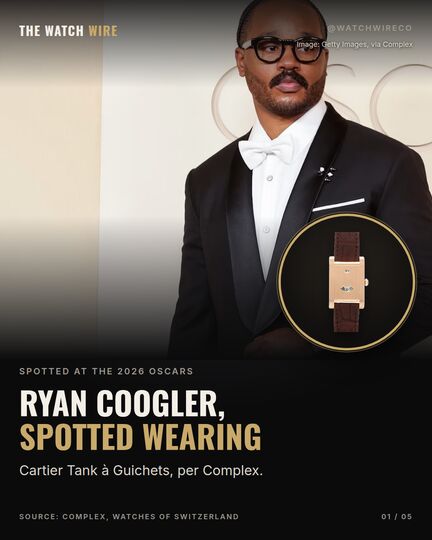 THE WATCH WIRE
@WATCHWIRECO
Image: Getty Images, via Complex
SPOTTED AT THE 2026 OSCARS
RYAN COOGLER,
SPOTTED WEARING
Cartier Tank à Guichets, per Complex.
SOURCE: COMPLEX, WATCHES OF SWITZERLAND
01 / 05